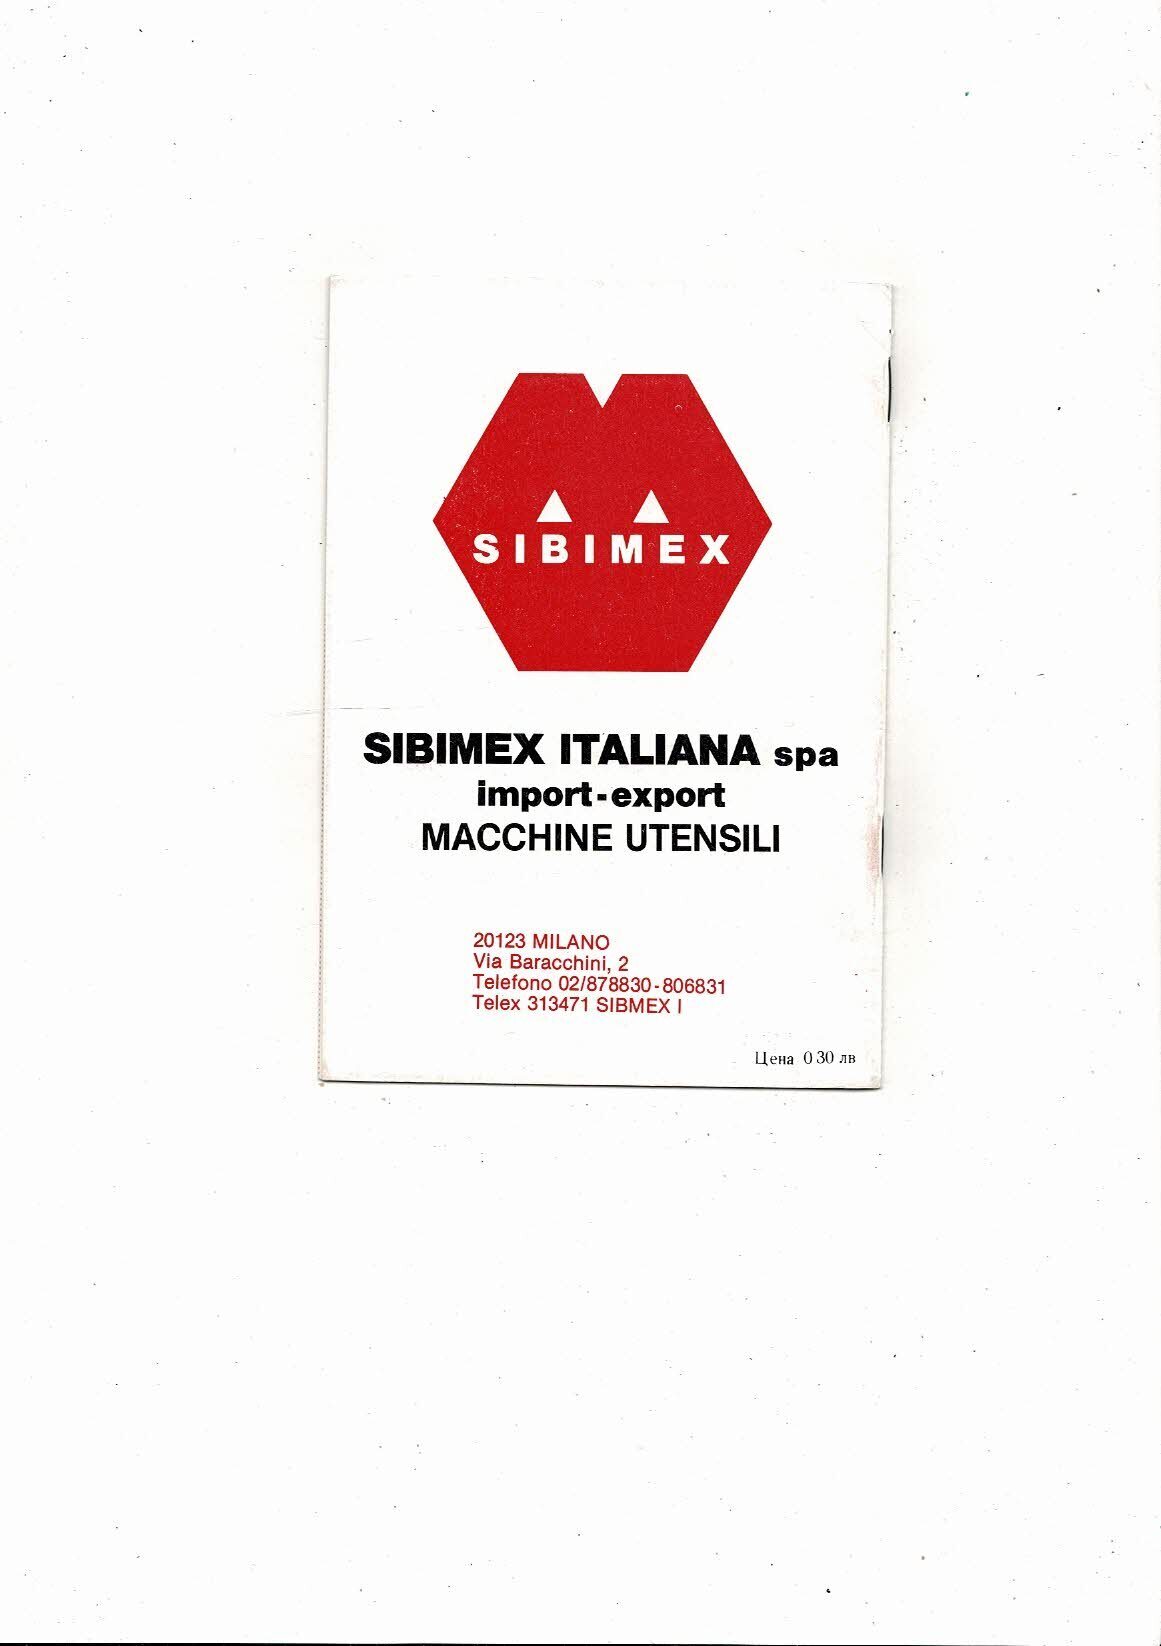 SIBIMEX
SIBIMEX ITALIANA spa
import-export
MACCHINE UTENSILI
20123 MILANO
Via Baracchini, 2
Telefono 02/878830-806831
Telex 313471 SIBMEX I
Цена 0 30 лв